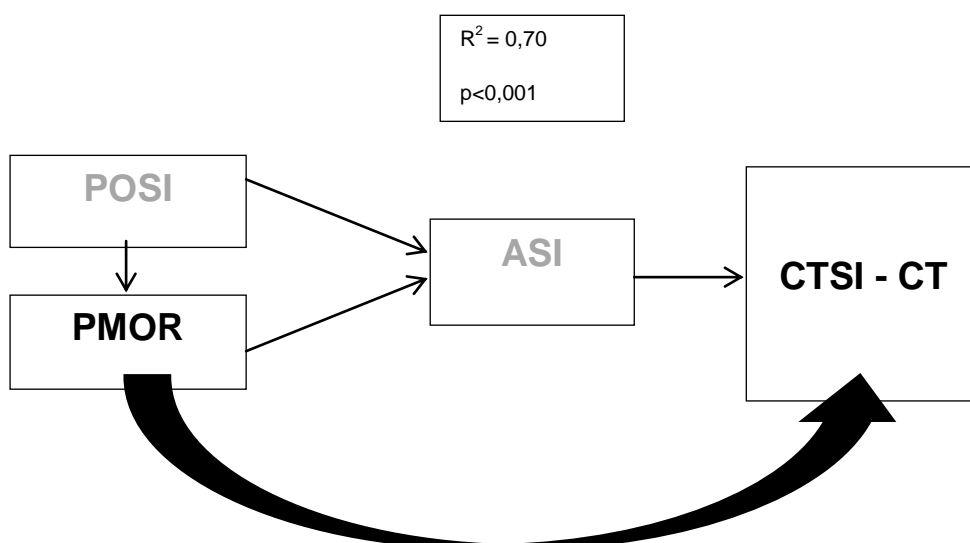 R² = 0,70
p<0,001
POSI
ASI
CTSI - CT
PMOR